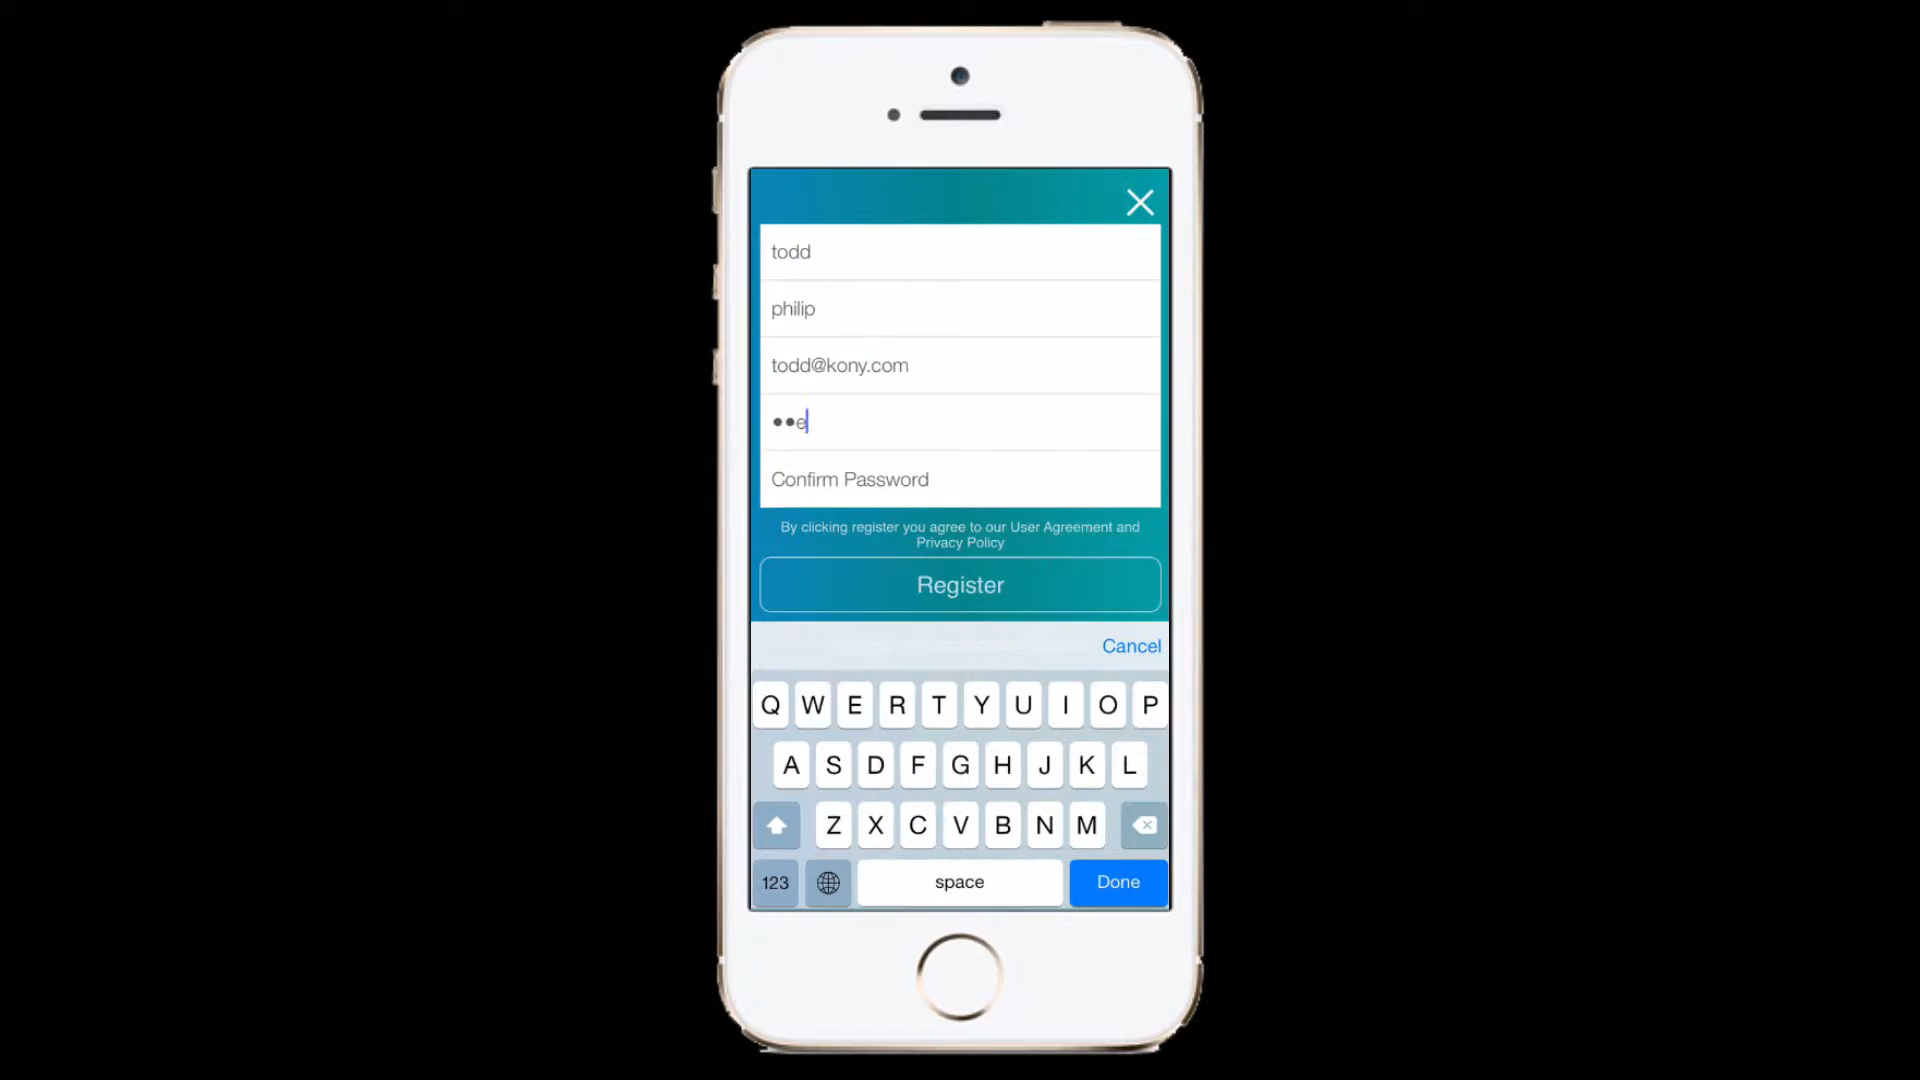 todd
philip
todd@kony.com
••e
Confirm Password
By clicking register you agree to our User Agreement and
Privacy Policy
Register
Cancel
Q W E R T Y U I O P
A S D F G H J K L
Z X C V B N M
123 space Done